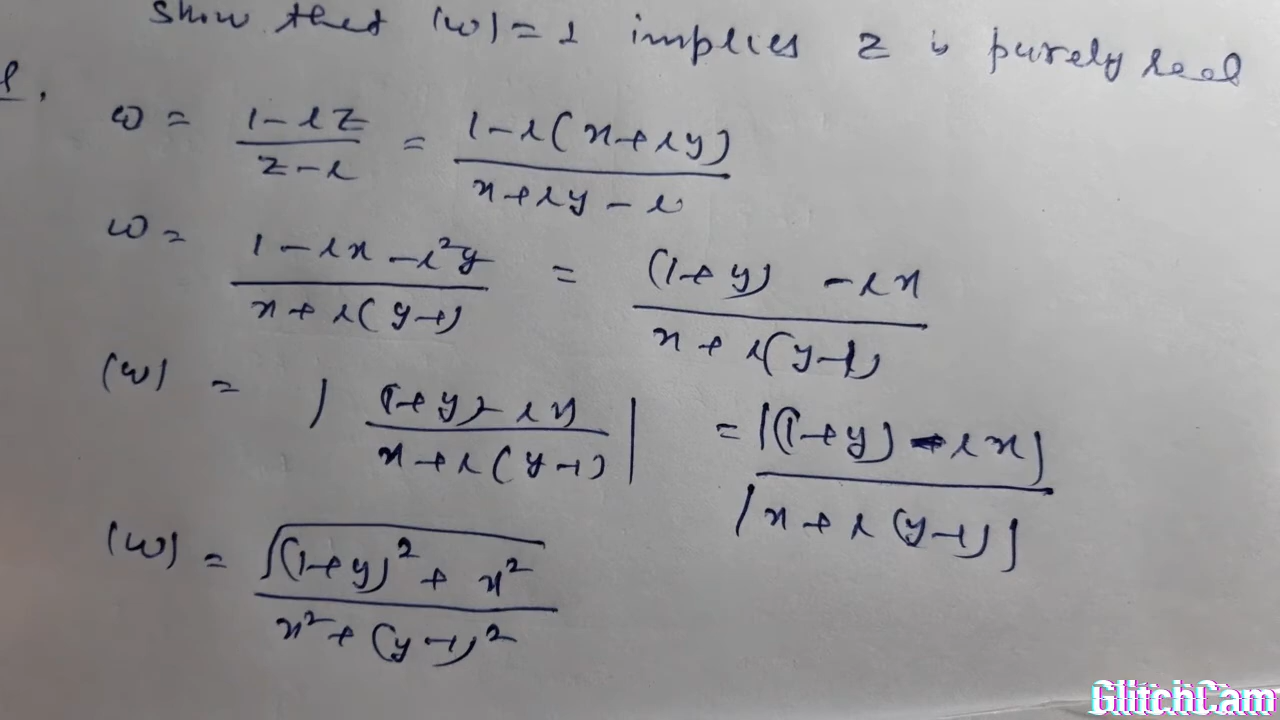 Show that |w| = 1 implies z is purely real
w = (1-iz)/(z-i) = (1-i(x+iy))/(x+iy-i)
w = (1-ix-i²y)/(x+i(y-1)) = ((1+y) -ix)/(x+i(y-1))
|w| = |((1+y)-ix)/(x+i(y-1))| = |(1+y)-ix|/|x+i(y-1)|
|w| = √((1+y)²+x²)/(x²+(y-1)²)
GlitchCam